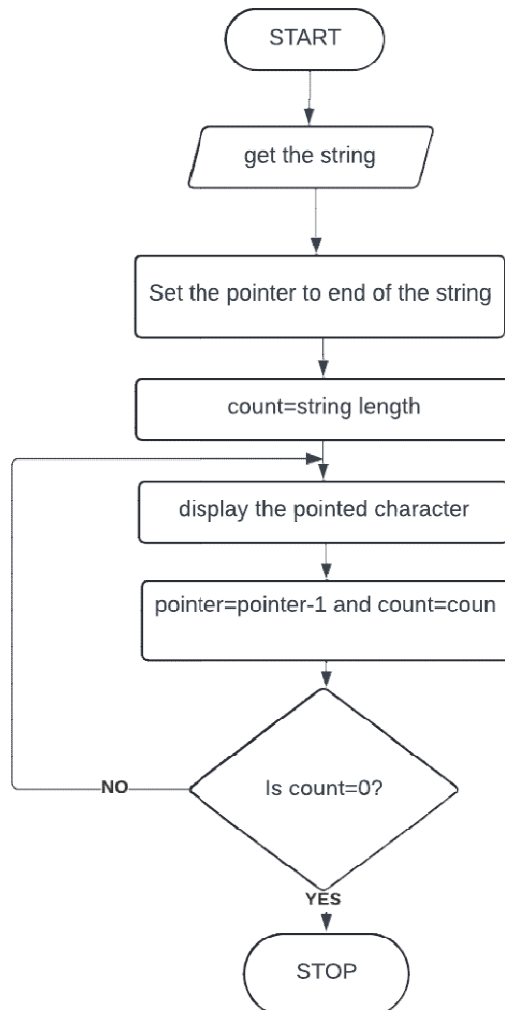 START
get the string
Set the pointer to end of the string
count=string length
display the pointed character
pointer=pointer-1 and count=coun
Is count=0?
NO
YES
STOP